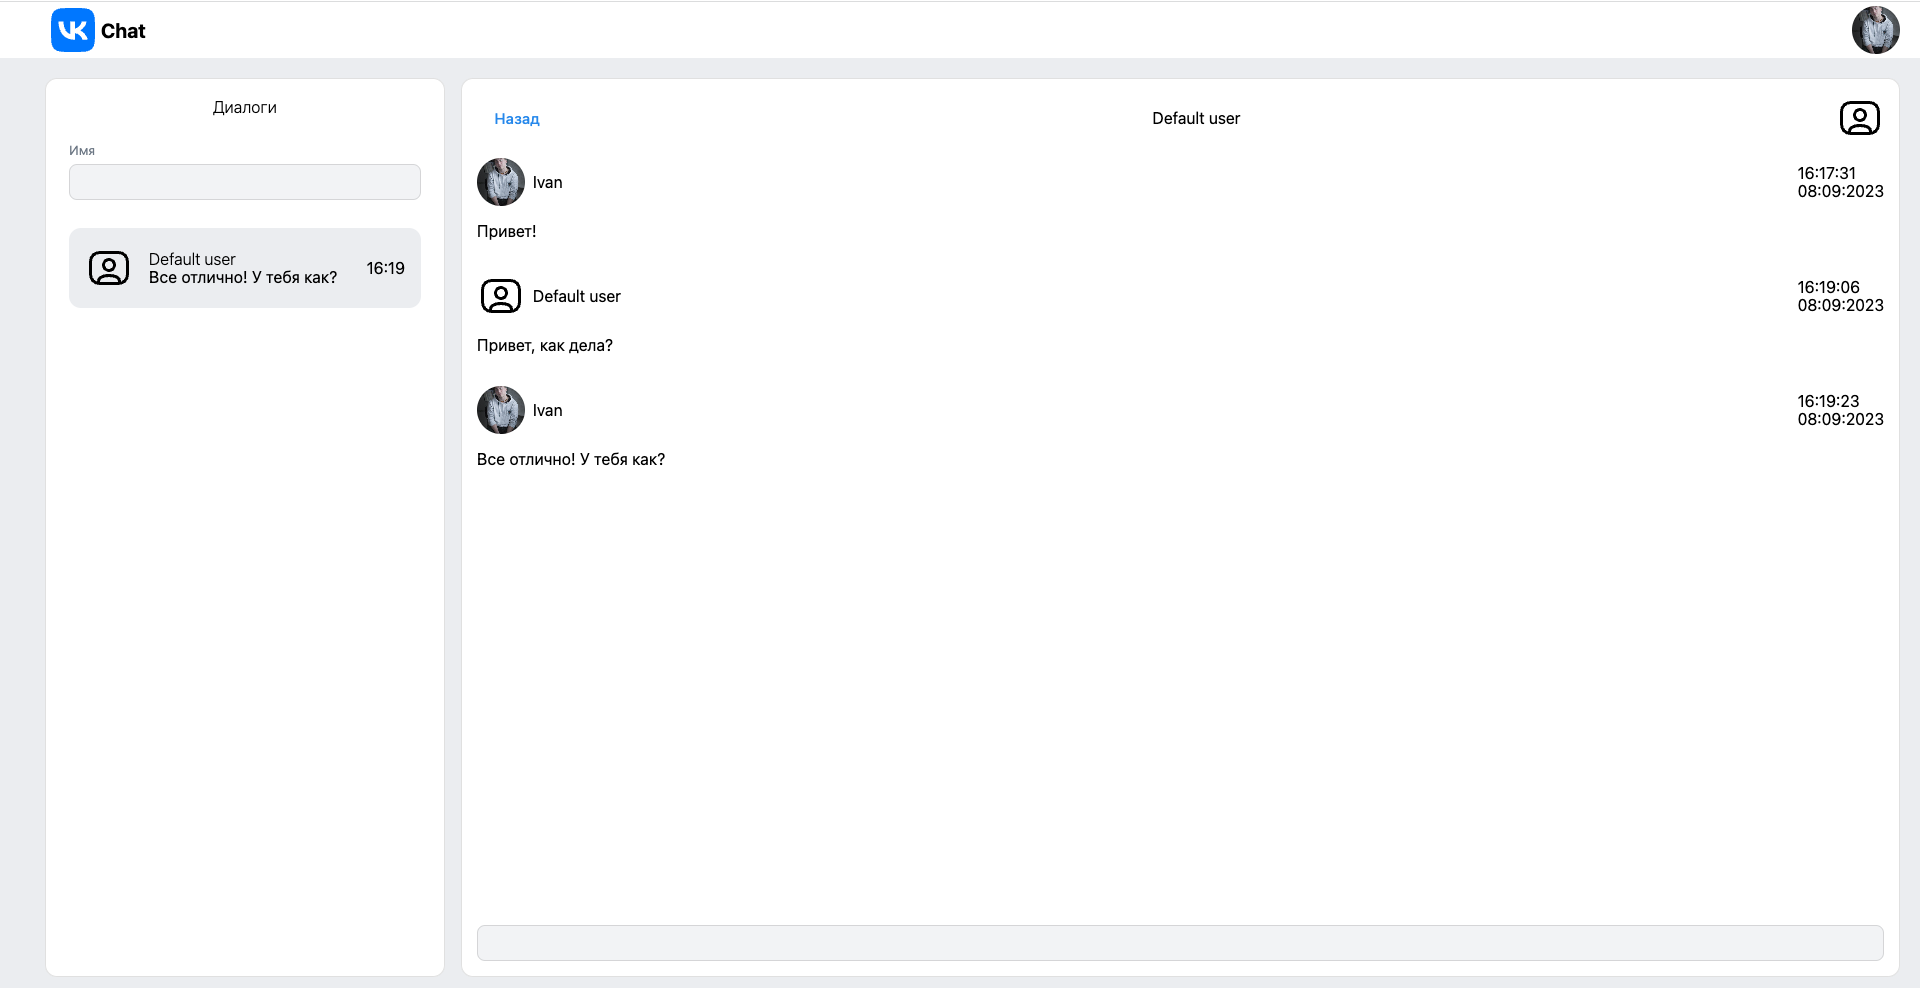 VK Chat
Диалоги
Имя
Default user
Все отлично! У тебя как?
16:19
Назад
Default user
Ivan
16:17:31
08:09:2023
Привет!
Default user
16:19:06
08:09:2023
Привет, как дела?
Ivan
16:19:23
08:09:2023
Все отлично! У тебя как?